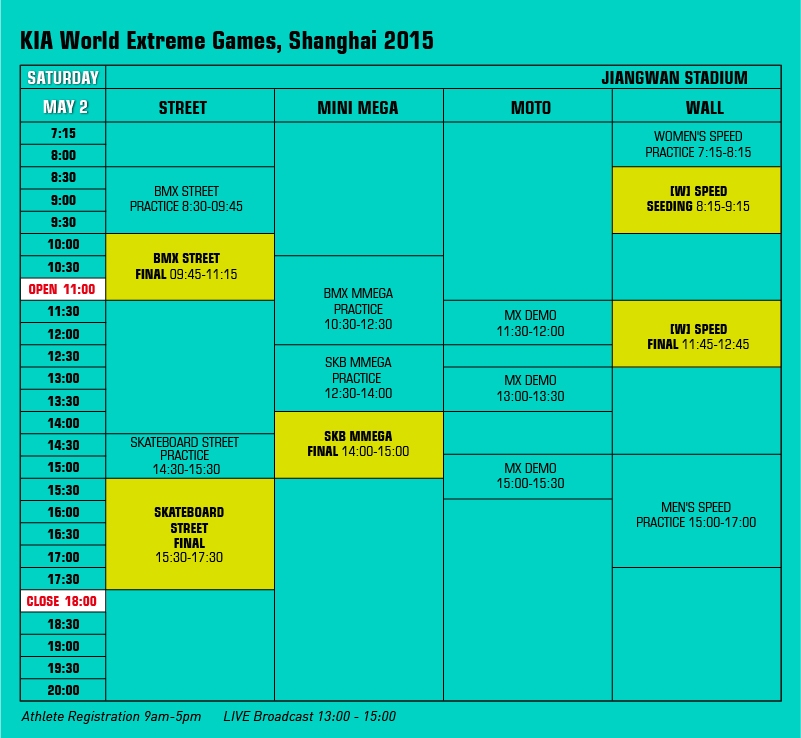 KIA World Extreme Games, Shanghai 2015
SATURDAY
JIANGWAN STADIUM
MAY 2
STREET
MINI MEGA
MOTO
WALL
7:15
8:00
8:30
9:00
9:30
10:00
10:30
OPEN 11:00
11:30
12:00
12:30
13:00
13:30
14:00
14:30
15:00
15:30
16:00
16:30
17:00
17:30
CLOSE 18:00
18:30
19:00
19:30
20:00
BMX STREET
PRACTICE 8:30-09:45
BMX STREET
FINAL 09:45-11:15
SKATEBOARD STREET
PRACTICE
14:30-15:30
SKATEBOARD
STREET
FINAL
15:30-17:30
BMX MMEGA
PRACTICE
10:30-12:30
SKB MMEGA
PRACTICE
12:30-14:00
SKB MMEGA
FINAL 14:00-15:00
MX DEMO
11:30-12:00
MX DEMO
13:00-13:30
MX DEMO
15:00-15:30
WOMEN'S SPEED
PRACTICE 7:15-8:15
[W] SPEED
SEEDING 8:15-9:15
[W] SPEED
FINAL 11:45-12:45
MEN'S SPEED
PRACTICE 15:00-17:00
Athlete Registration 9am-5pm LIVE Broadcast 13:00 - 15:00